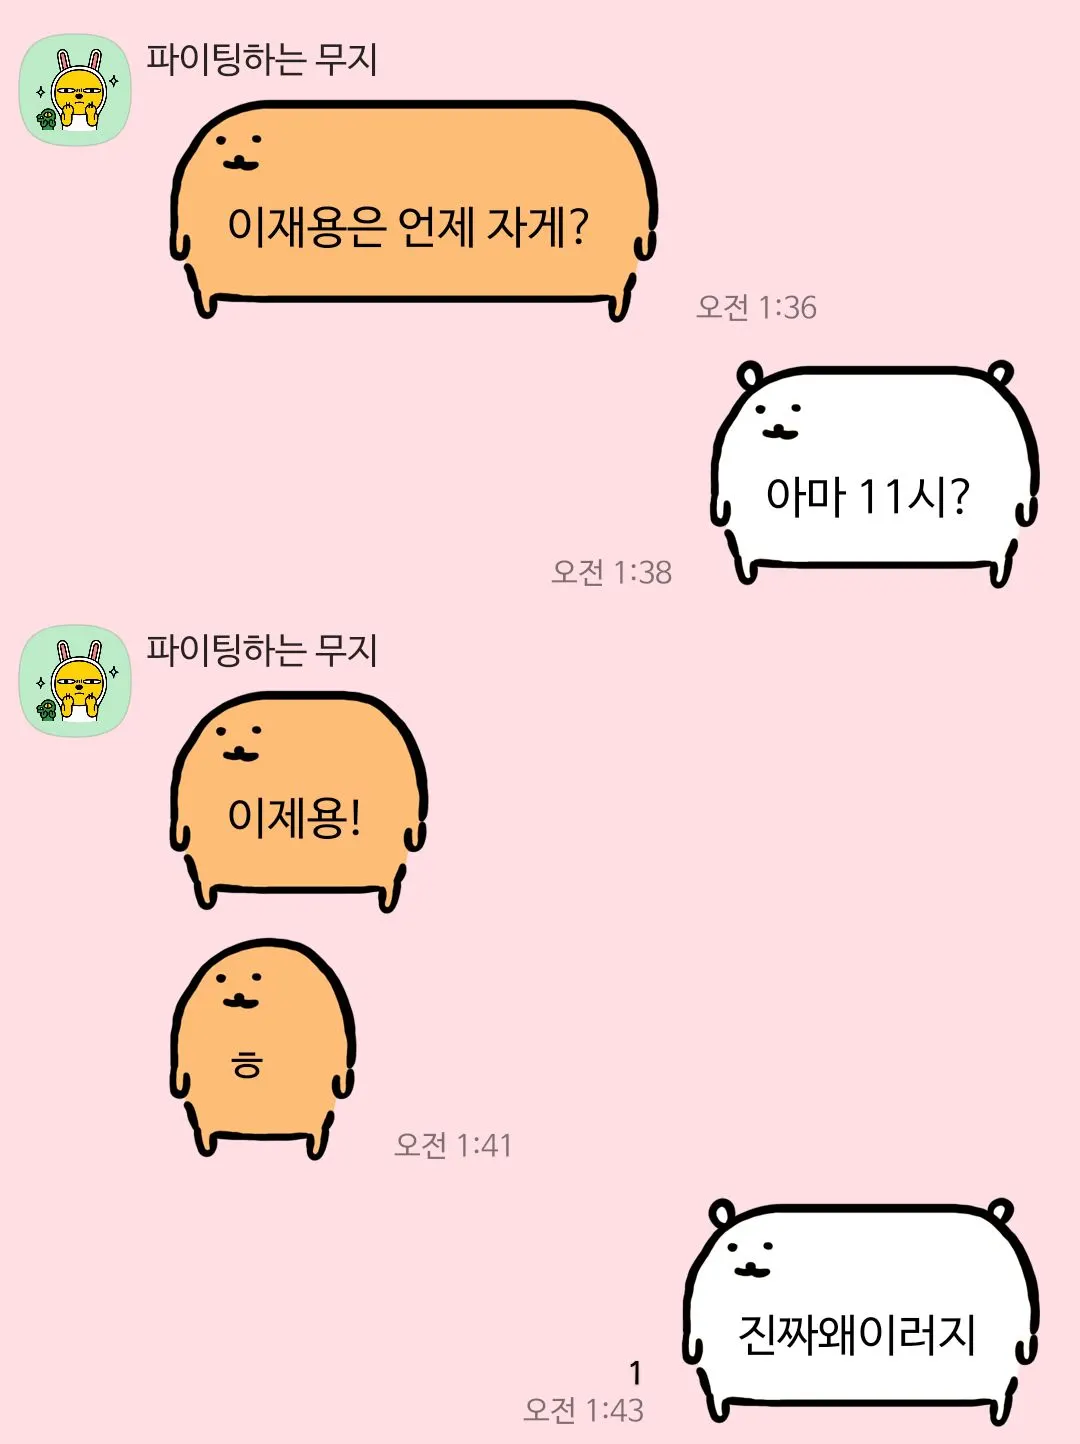 파이팅하는 무지
이재용은 언제 자게?
오전 1:36
아마 11시?
오전 1:38
파이팅하는 무지
이제용!
ㅎ
오전 1:41
진짜왜이러지
1
오전 1:43